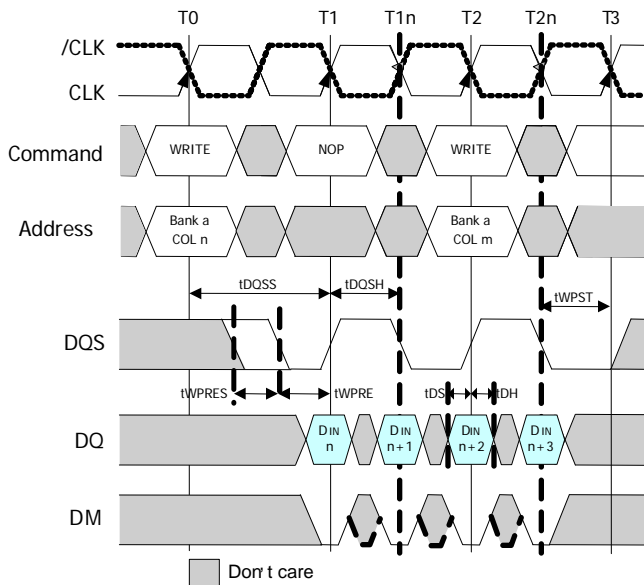 T0 T1 T1n T2 T2n T3
/CLK
CLK
Command WRITE NOP WRITE
Address Bank a COL n Bank a COL m
tDQSS tDQSH tWPST
DQS
tWPRES tWPRE tDS tDH
DQ DIN n DIN n+1 DIN n+2 DIN n+3
DM
Don't care